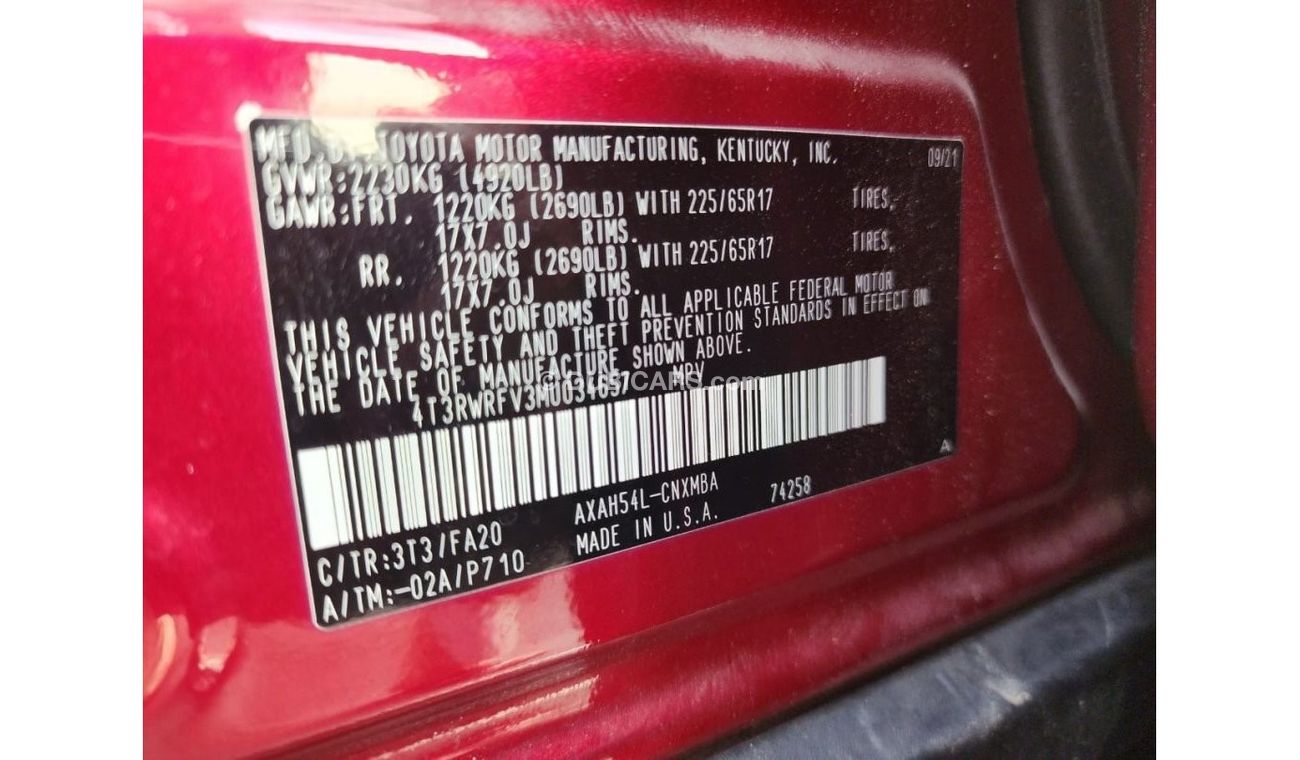 MFD. BY TOYOTA MOTOR MANUFACTURING, KENTUCKY, INC. 09/21
GVWR:2230KG (4920LB)
GAWR:FRT. 1220KG (2690LB) WITH 225/65R17 TIRES,
17X7.0J RIMS.
RR. 1220KG (2690LB) WITH 225/65R17 TIRES,
17X7.0J RIMS.
THIS VEHICLE CONFORMS TO ALL APPLICABLE FEDERAL MOTOR
VEHICLE SAFETY AND THEFT PREVENTION STANDARDS IN EFFECT ON
THE DATE OF MANUFACTURE SHOWN ABOVE.
4T3RWRFV3MU034657 MPV
C/TR:3T3/FA20 AXAH54L-CNXMBA 74258 A
A/TM:-02A/P710 MADE IN U.S.A.